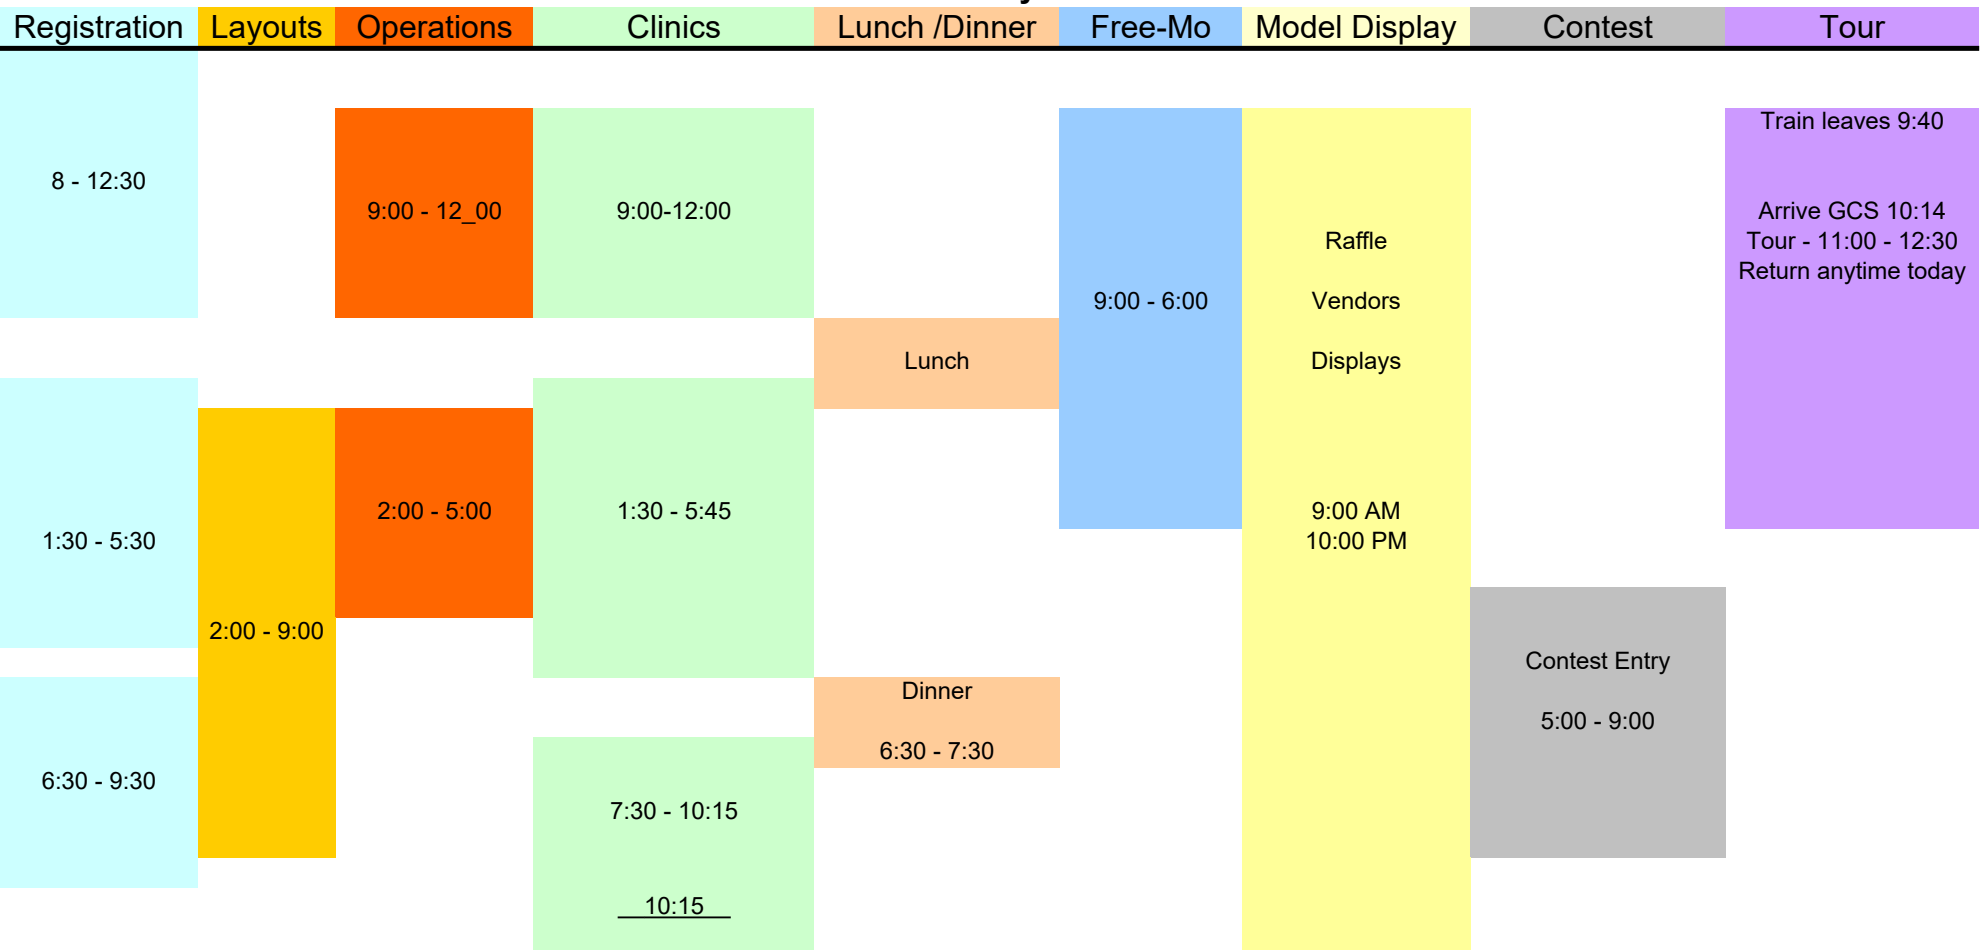 Registration Layouts Operations Clinics Lunch /Dinner Free-Mo Model Display Contest Tour
Train leaves 9:40
8 - 12:30
9:00 - 12_00
9:00-12:00
Arrive GCS 10:14
Raffle
Tour - 11:00 - 12:30
Return anytime today
9:00 - 6:00
Vendors
Lunch
Displays
2:00 - 5:00
1:30 - 5:45
9:00 AM
1:30 - 5:30
10:00 PM
2:00 - 9:00
Contest Entry
Dinner
5:00 - 9:00
6:30 - 7:30
6:30 - 9:30
7:30 - 10:15
10:15